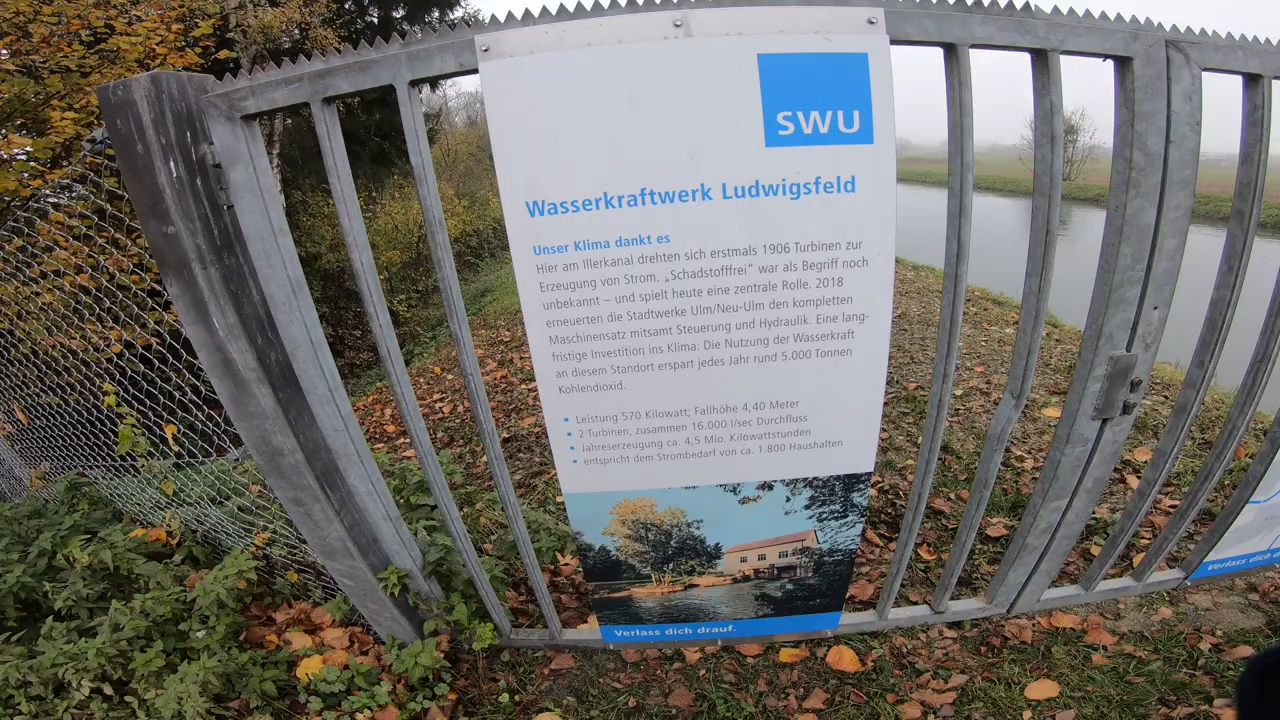 SWU
Wasserkraftwerk Ludwigsfeld
Unser Klima dankt es
Hier am Illerkanal drehten sich erstmals 1906 Turbinen zur
Erzeugung von Strom. „Schadstofffrei" war als Begriff noch
unbekannt – und spielt heute eine zentrale Rolle. 2018
erneuerten die Stadtwerke Ulm/Neu-Ulm den kompletten
Maschinensatz mitsamt Steuerung und Hydraulik. Eine lang-
fristige Investition ins Klima: Die Nutzung der Wasserkraft
an diesem Standort erspart jedes Jahr rund 5.000 Tonnen
Kohlendioxid.
▪ Leistung 570 Kilowatt; Fallhöhe 4,40 Meter
▪ 2 Turbinen, zusammen 16.000 l/sec Durchfluss
▪ Jahreserzeugung ca. 4,5 Mio. Kilowattstunden
▪ entspricht dem Strombedarf von ca. 1.800 Haushalten
Verlass dich drauf.
Verlass dich